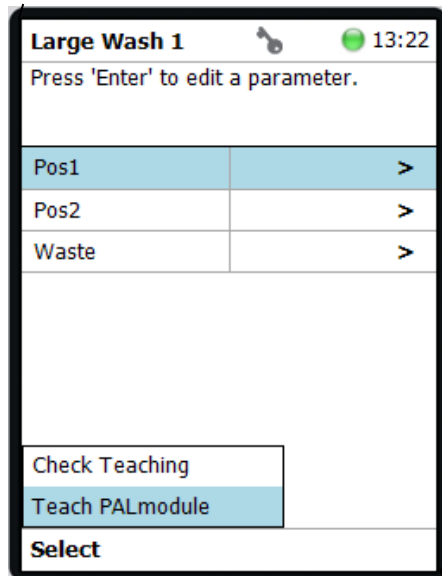 Large Wash 1 13:22
Press 'Enter' to edit a parameter.
Pos1 >
Pos2 >
Waste >
Check Teaching
Teach PALmodule
Select